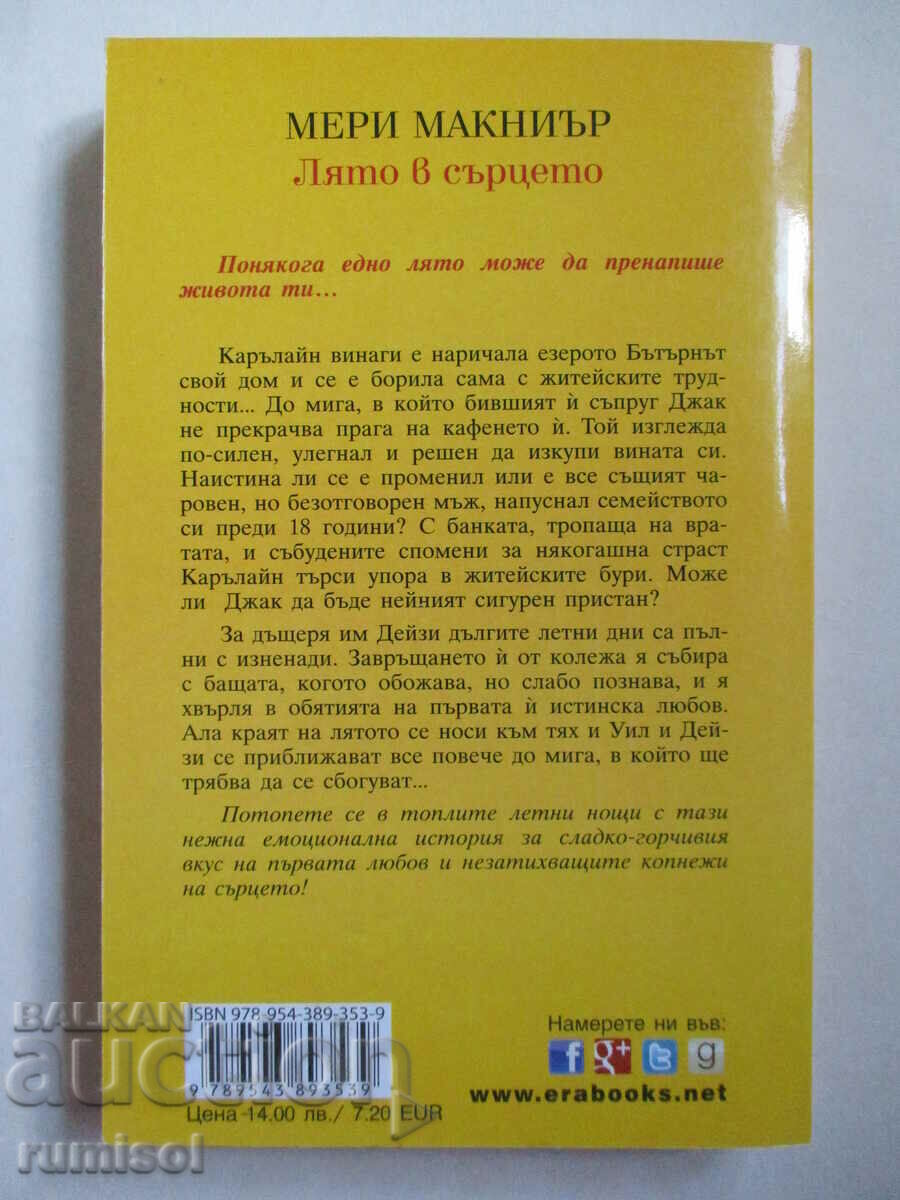 МЕРИ МАКНИЪР
Лято в сърцето
Понякога едно лято може да пренапише
живота ти...
Карълайн винаги е наричала езерото Бътърнът
свой дом и се е борила сама с житейските труд-
ности... До мига, в който бившият ѝ съпруг Джак
не прекрачва прага на кафенето ѝ. Той изглежда
по-силен, улегнал и решен да изкупи вината си.
Наистина ли се е променил или е все същият ча-
ровен, но безотговорен мъж, напуснал семейството
си преди 18 години? С банката, тропаща на вра-
тата, и събудените спомени за някогашна страст
Карълайн търси упора в житейските бури. Може
ли Джак да бъде нейният сигурен пристан?
За дъщеря им Дейзи дългите летни дни са пъл-
ни с изненади. Завръщането ѝ от колежа я събира
с бащата, когото обожава, но слабо познава, и я
хвърля в обятията на първата ѝ истинска любов.
Ала краят на лятото се носи към тях и Уил и Дей-
зи се приближават все повече до мига, в който ще
трябва да се сбогуват...
Потопете се в топлите летни нощи с тази
нежна емоционална история за сладко-горчивия
вкус на първата любов и незатихващите копнежи
на сърцето!
ISBN 978-954-389-353-9
9 789543 893539
Цена 14.00 лв./ 7.20 EUR
Намерете ни във:
f g+ t g
www.erabooks.net
BALKAN
auction
rumisol